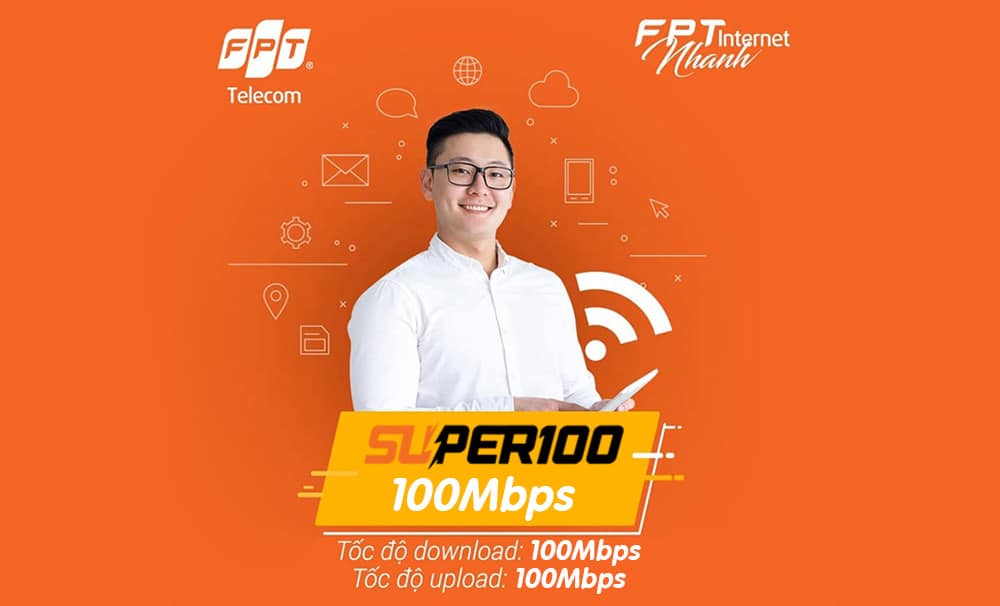 FPT
Telecom
FPT Internet
Nhanh
SUPER100
100Mbps
Tốc độ download: 100Mbps
Tốc độ upload: 100Mbps